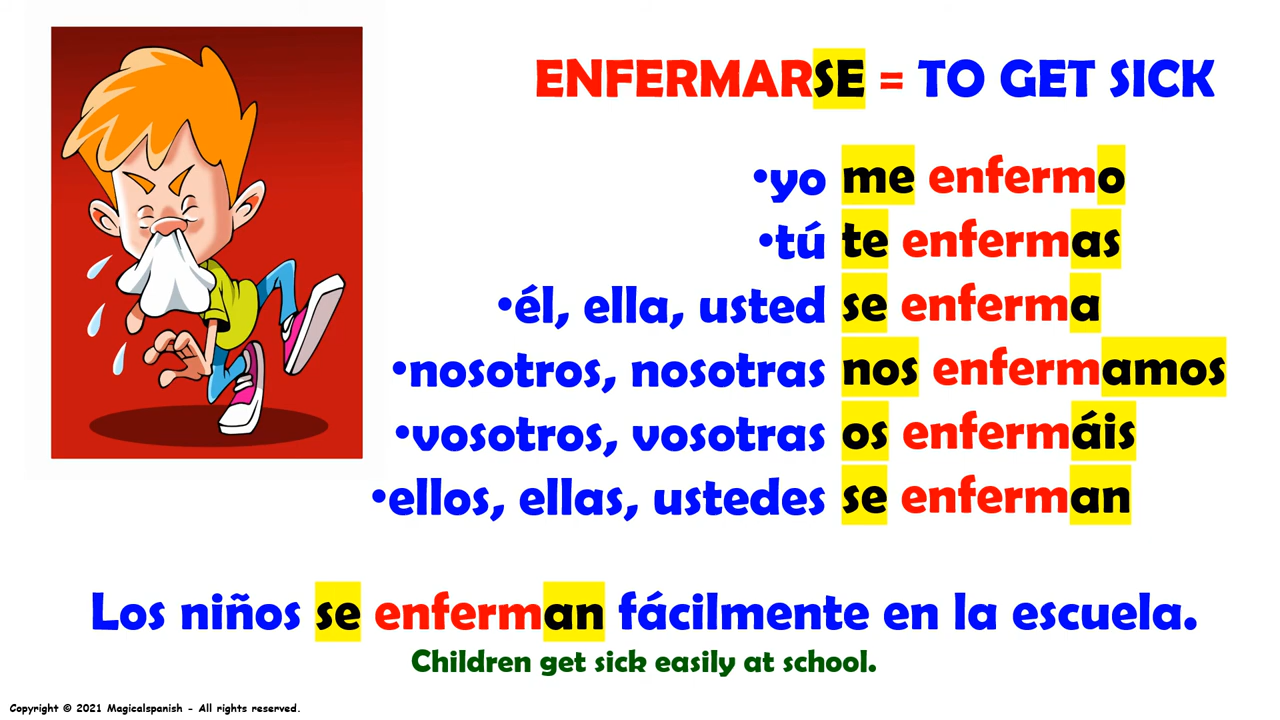 ENFERMARSE = TO GET SICK
•yo me enfermo
•tú te enfermas
•él, ella, usted se enferma
•nosotros, nosotras nos enfermamos
•vosotros, vosotras os enfermáis
•ellos, ellas, ustedes se enferman
Los niños se enferman fácilmente en la escuela.
Children get sick easily at school.
Copyright © 2021 Magicalspanish - All rights reserved.